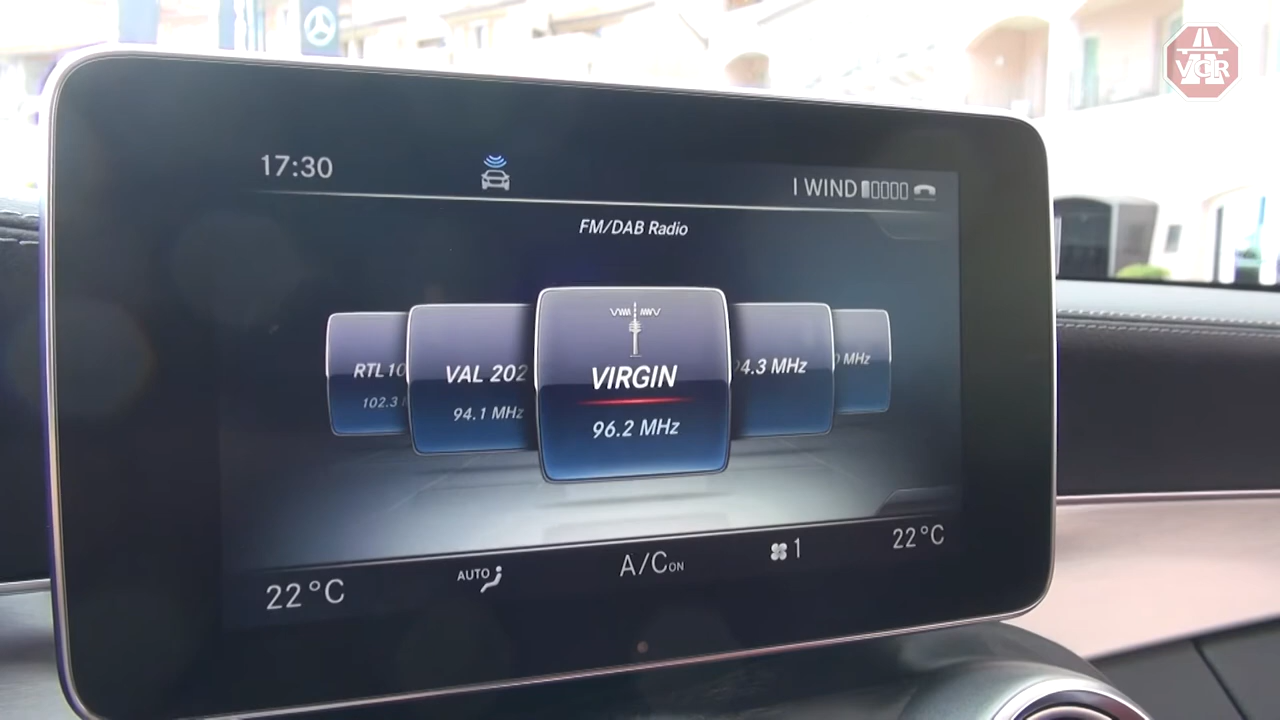 VCR
17:30
I WIND
FM/DAB Radio
RTL 10
102.3
VAL 202
94.1 MHz
VIRGIN
96.2 MHz
4.3 MHz
MHz
22°C
AUTO
A/C ON
1
22°C